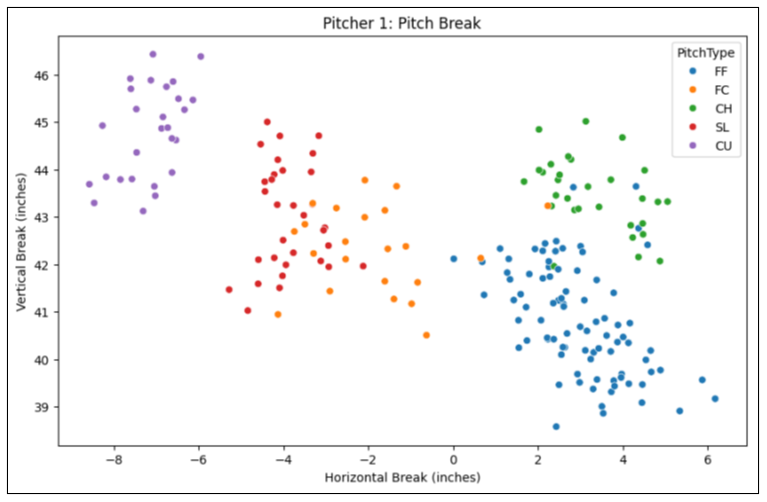 Pitcher 1: Pitch Break
PitchType
FF
FC
CH
SL
CU
46
45
44
43
42
41
40
39
Vertical Break (inches)
−8
−6
−4
−2
0
2
4
6
Horizontal Break (inches)